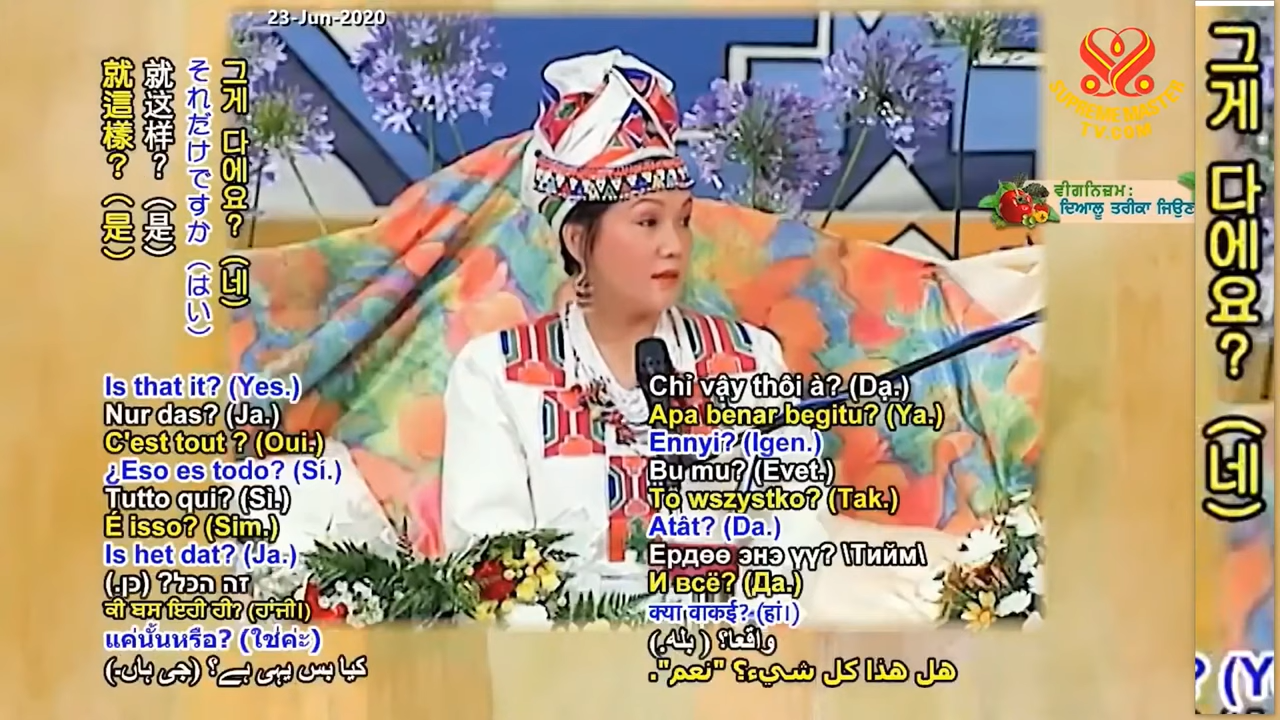 23-Jun-2020
SUPREME MASTER
TV.COM
ਵੀਗਨਿਜ਼ਮ:
ਦਿਆਲੂ ਤਰੀਕਾ ਜਿਉਣ
그게 다에요? (네)
それだけですか (はい)
就这样? (是)
就這樣? (是)
Is that it? (Yes.)
Nur das? (Ja.)
C'est tout ? (Oui.)
¿Eso es todo? (Sí.)
Tutto qui? (Sì.)
É isso? (Sim.)
Is het dat? (Ja.)
זה הכל? (כן.)
ਕੀ ਬਸ ਇਹੀ ਹੀ? (ਹਾਂਜੀ।)
แค่นั้นหรือ? (ใช่ค่ะ)
کیا بس یہی ہے؟ (جی ہاں.)
Chỉ vậy thôi à? (Dạ.)
Apa benar begitu? (Ya.)
Ennyi? (Igen.)
Bu mu? (Evet.)
To wszystko? (Tak.)
Atât? (Da.)
Ердөө энэ үү? \Тийм\
И всё? (Да.)
क्या वाकई? (हां।)
واقعا؟ ( بله.)
هل هذا كل شيء؟ "نعم".
그게 다에요? (네)
? (Y